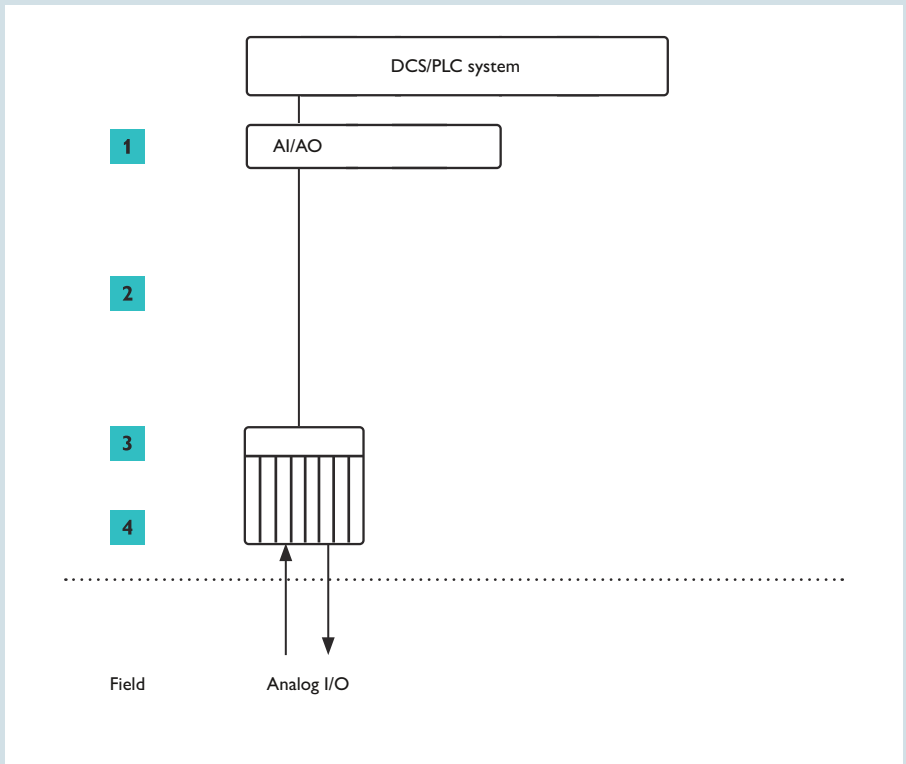 DCS/PLC system
1
AI/AO
2
3
4
Field
Analog I/O